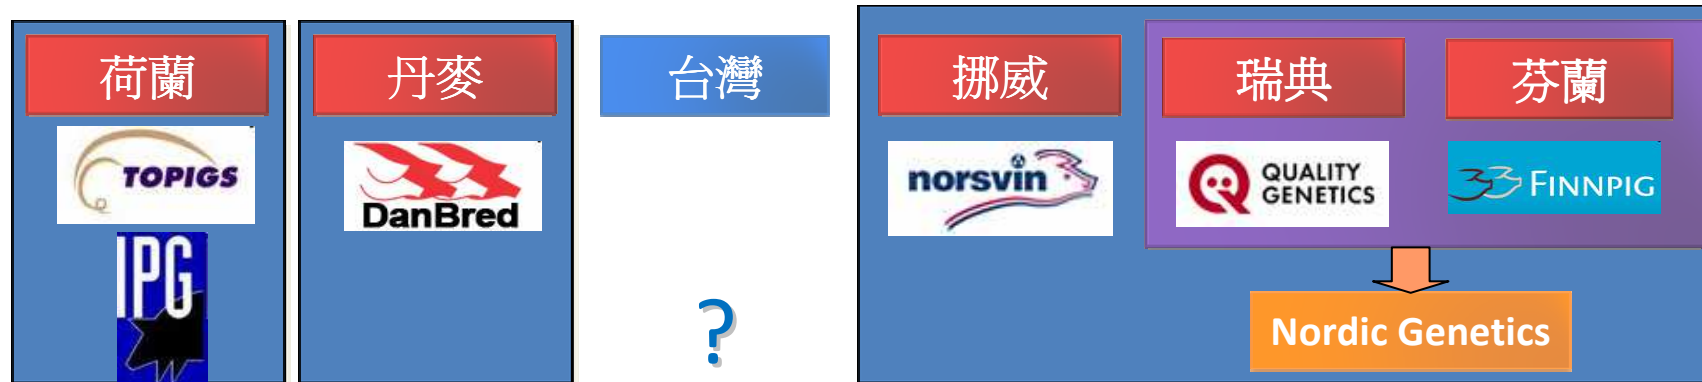 荷蘭
TOPIGS
IPG
丹麥
DanBred
台灣
?
挪威
norsvin
瑞典
QUALITY
GENETICS
芬蘭
FINNPIG
Nordic Genetics